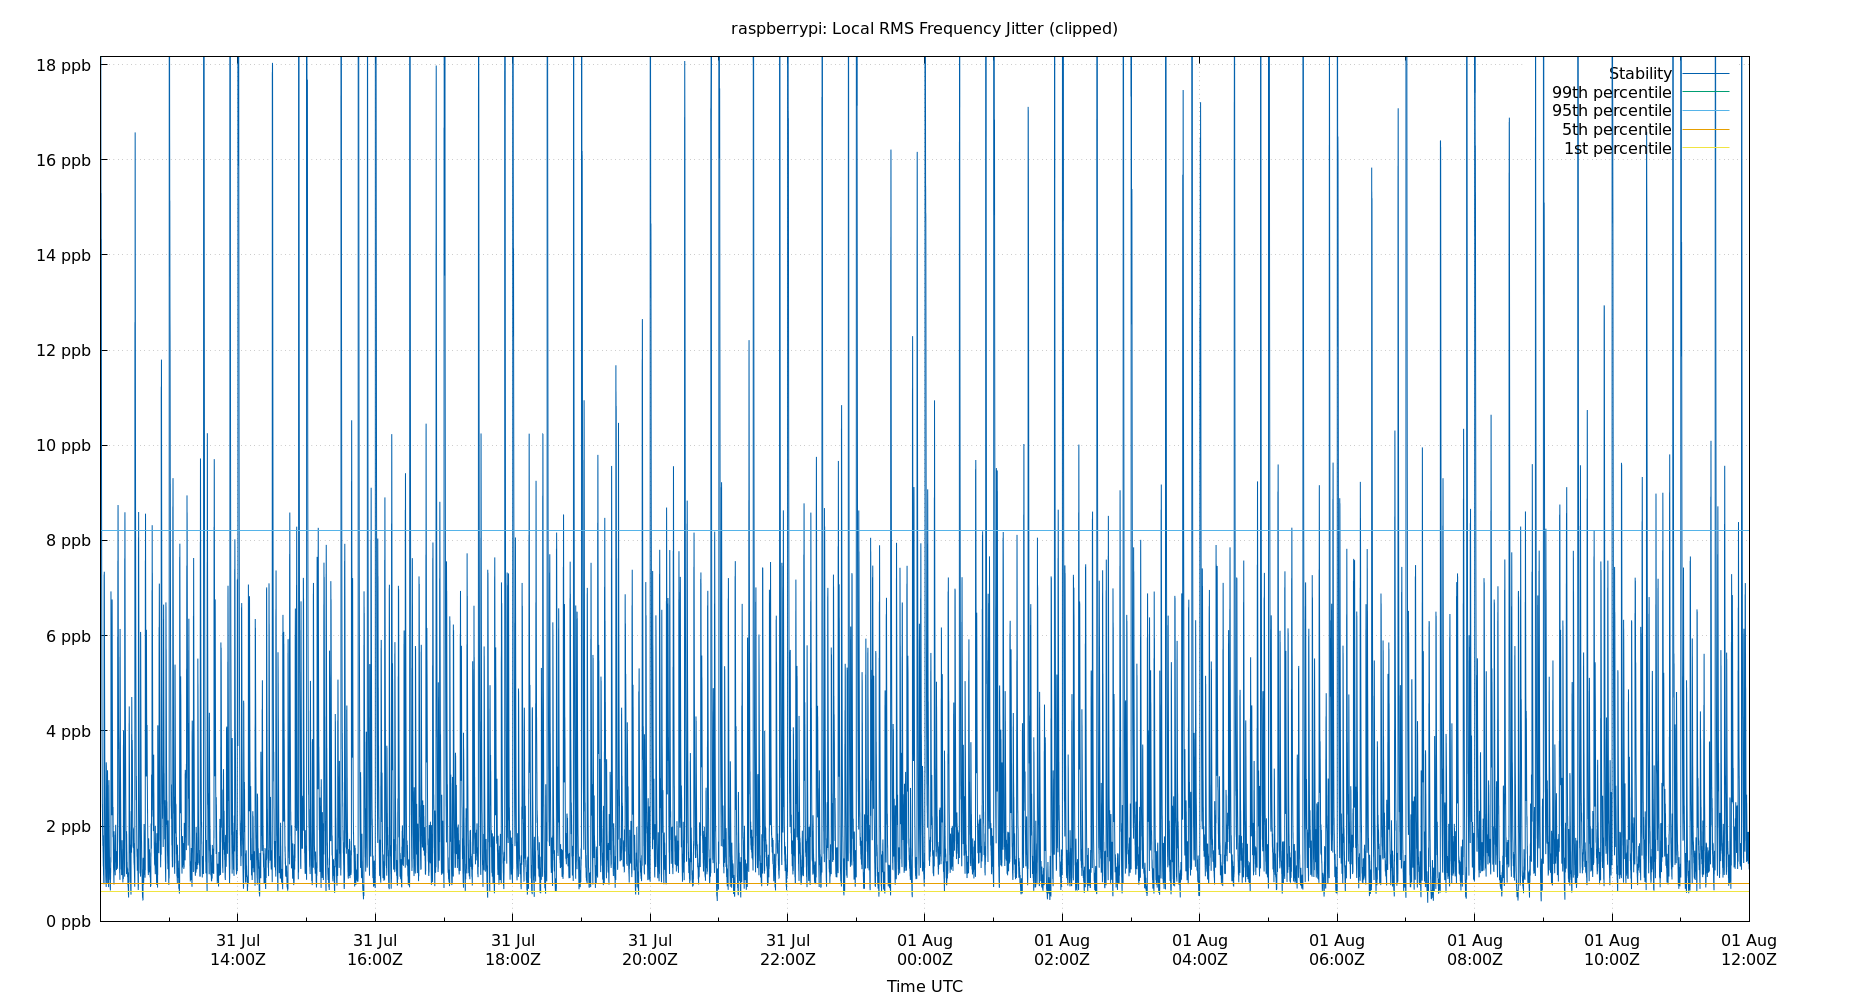 raspberrypi: Local RMS Frequency Jitter (clipped)
18 ppb
16 ppb
14 ppb
12 ppb
10 ppb
8 ppb
6 ppb
4 ppb
2 ppb
0 ppb
Stability
99th percentile
95th percentile
5th percentile
1st percentile
31 Jul 31 Jul 31 Jul 31 Jul 31 Jul 01 Aug 01 Aug 01 Aug 01 Aug 01 Aug 01 Aug 01 Aug
14:00Z 16:00Z 18:00Z 20:00Z 22:00Z 00:00Z 02:00Z 04:00Z 06:00Z 08:00Z 10:00Z 12:00Z
Time UTC